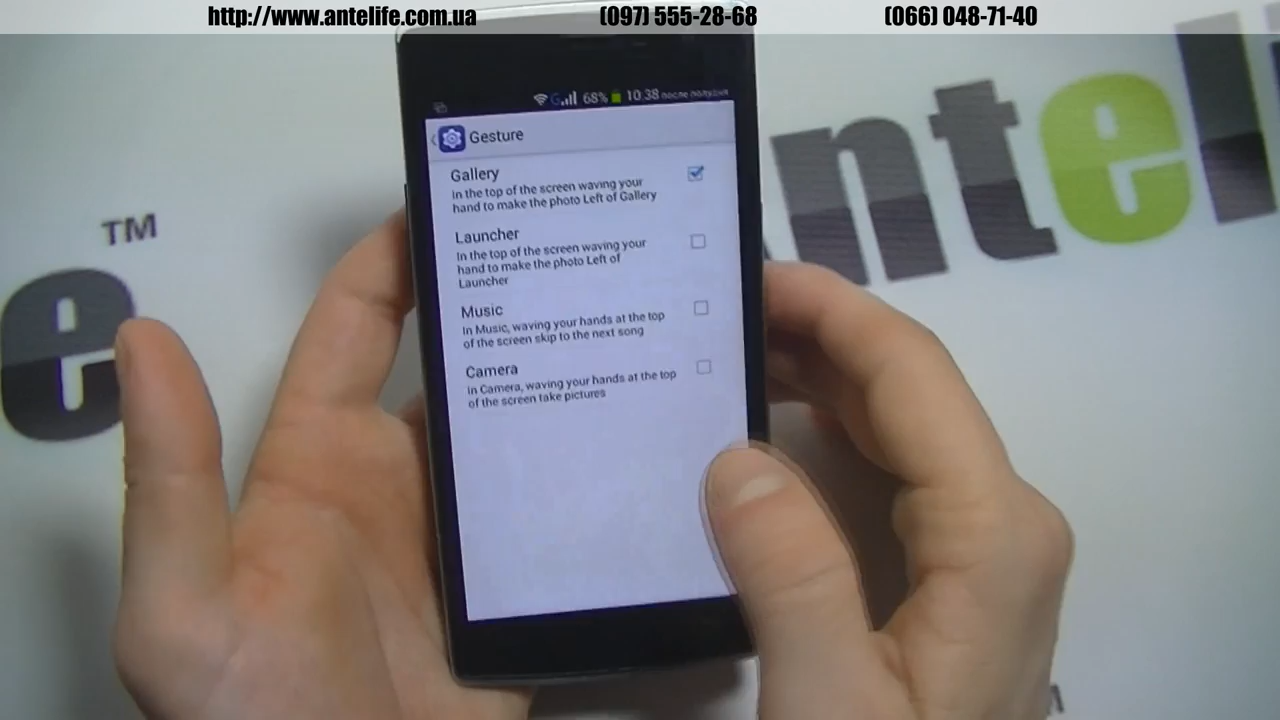 http://www.antelife.com.ua (097) 555-28-68 (066) 048-71-40
68% 10:38 после полудня
Gesture
Gallery
In the top of the screen waving your
hand to make the photo Left of Gallery
Launcher
In the top of the screen waving your
hand to make the photo Left of
Launcher
Music
In Music, waving your hands at the top
of the screen skip to the next song
Camera
In Camera, waving your hands at the top
of the screen take pictures
TM
e
Anteli